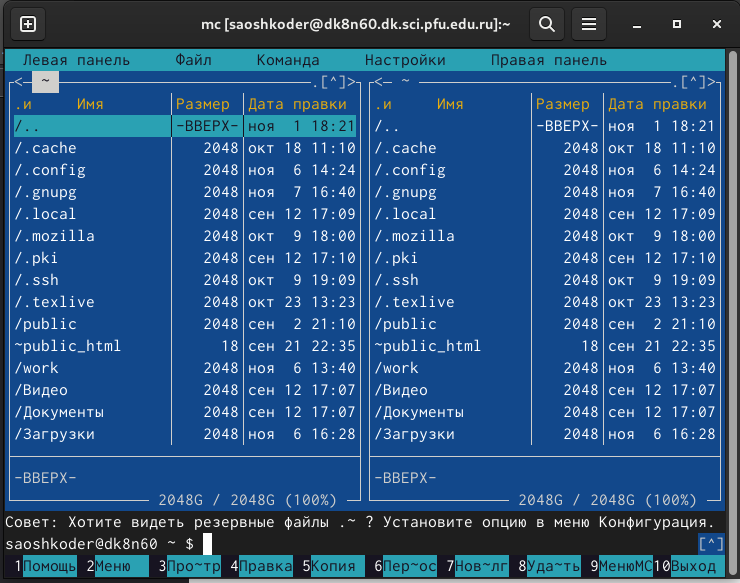 mc [saoshkoder@dk8n60.dk.sci.pfu.edu.ru]:~
Левая панель Файл Команда Настройки Правая панель
<— ~ .[^]> <— ~ .[^]>
.и Имя Размер Дата правки .и Имя Размер Дата правки
/.. -ВВЕРХ- ноя 1 18:21 /.. -ВВЕРХ- ноя 1 18:21
/.cache 2048 окт 18 11:10 /.cache 2048 окт 18 11:10
/.config 2048 ноя 6 14:24 /.config 2048 ноя 6 14:24
/.gnupg 2048 ноя 7 16:40 /.gnupg 2048 ноя 7 16:40
/.local 2048 сен 12 17:09 /.local 2048 сен 12 17:09
/.mozilla 2048 окт 9 18:00 /.mozilla 2048 окт 9 18:00
/.pki 2048 сен 12 17:10 /.pki 2048 сен 12 17:10
/.ssh 2048 окт 9 19:09 /.ssh 2048 окт 9 19:09
/.texlive 2048 окт 23 13:23 /.texlive 2048 окт 23 13:23
/public 2048 сен 2 21:10 /public 2048 сен 2 21:10
~public_html 18 сен 21 22:35 ~public_html 18 сен 21 22:35
/work 2048 ноя 6 13:40 /work 2048 ноя 6 13:40
/Видео 2048 сен 12 17:07 /Видео 2048 сен 12 17:07
/Документы 2048 сен 12 17:07 /Документы 2048 сен 12 17:07
/Загрузки 2048 ноя 6 16:28 /Загрузки 2048 ноя 6 16:28
-ВВЕРХ- -ВВЕРХ-
2048G / 2048G (100%) 2048G / 2048G (100%)
Совет: Хотите видеть резервные файлы .~ ? Установите опцию в меню Конфигурация.
saoshkoder@dk8n60 ~ $ [^]
1Помощь 2Меню 3Про~тр 4Правка 5Копия 6Пер~ос 7Нов~лг 8Уда~ть 9МенюMC 10Выход